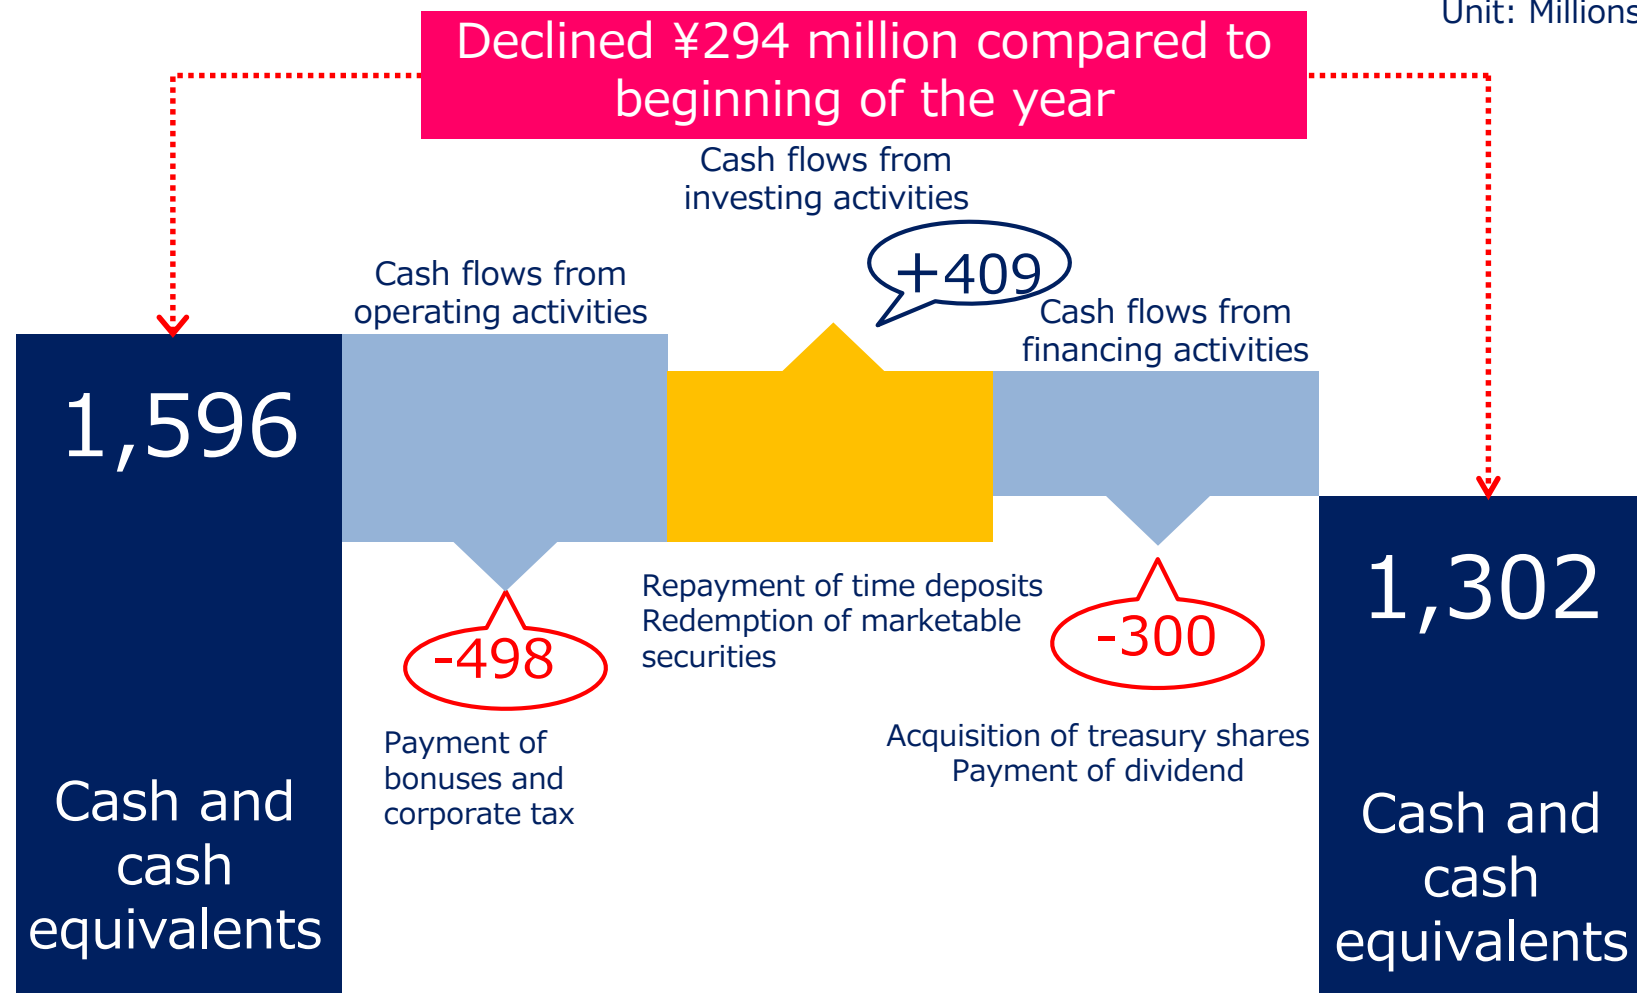 Unit: Millions
Declined ¥294 million compared to
beginning of the year
Cash flows from
investing activities
+409
Cash flows from
operating activities
Cash flows from
financing activities
1,596
Cash and
cash
equivalents
-498
Payment of
bonuses and
corporate tax
Repayment of time deposits
Redemption of marketable
securities
-300
Acquisition of treasury shares
Payment of dividend
1,302
Cash and
cash
equivalents